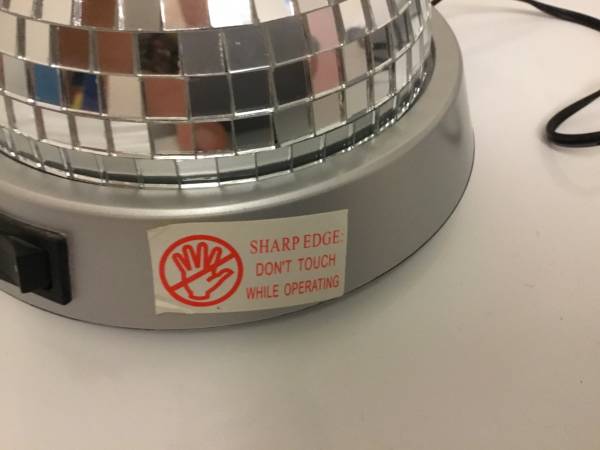 SHARP EDGE:
DON'T TOUCH
WHILE OPERATING